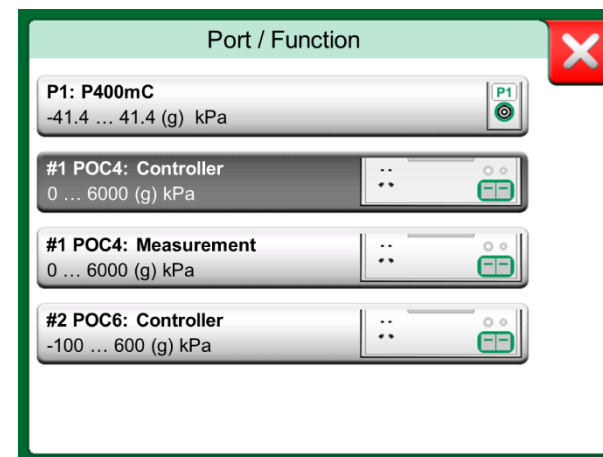 Port / Function
P1: P400mC
-41.4 … 41.4 (g) kPa
P1
#1 POC4: Controller
0 … 6000 (g) kPa
#1 POC4: Measurement
0 … 6000 (g) kPa
#2 POC6: Controller
-100 … 600 (g) kPa